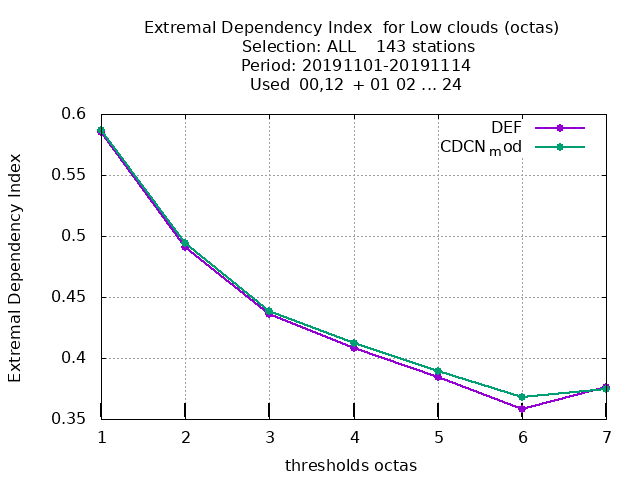 Extremal Dependency Index  for Low clouds (octas)
Selection: ALL    143 stations
Period: 20191101-20191114
Used  00,12  + 01 02 ... 24
Extremal Dependency Index
0.6
0.55
0.5
0.45
0.4
0.35
DEF
CDCNmod
1 2 3 4 5 6 7
thresholds octas